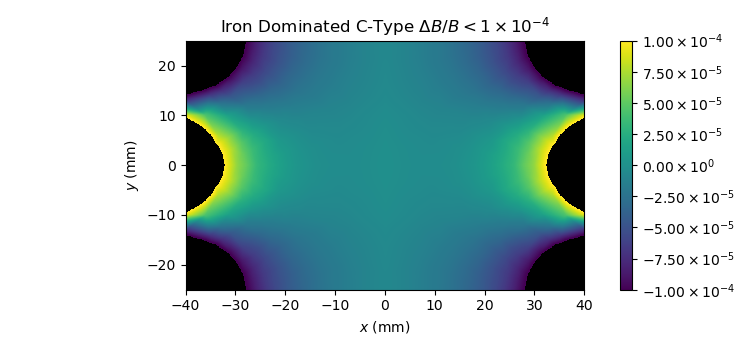 Iron Dominated C-Type ΔB/B < 1 × 10⁻⁴
20
10
0
−10
−20
y (mm)
−40
−30
−20
−10
0
10
20
30
40
x (mm)
1.00 × 10⁻⁴
7.50 × 10⁻⁵
5.00 × 10⁻⁵
2.50 × 10⁻⁵
0.00 × 10⁰
−2.50 × 10⁻⁵
−5.00 × 10⁻⁵
−7.50 × 10⁻⁵
−1.00 × 10⁻⁴